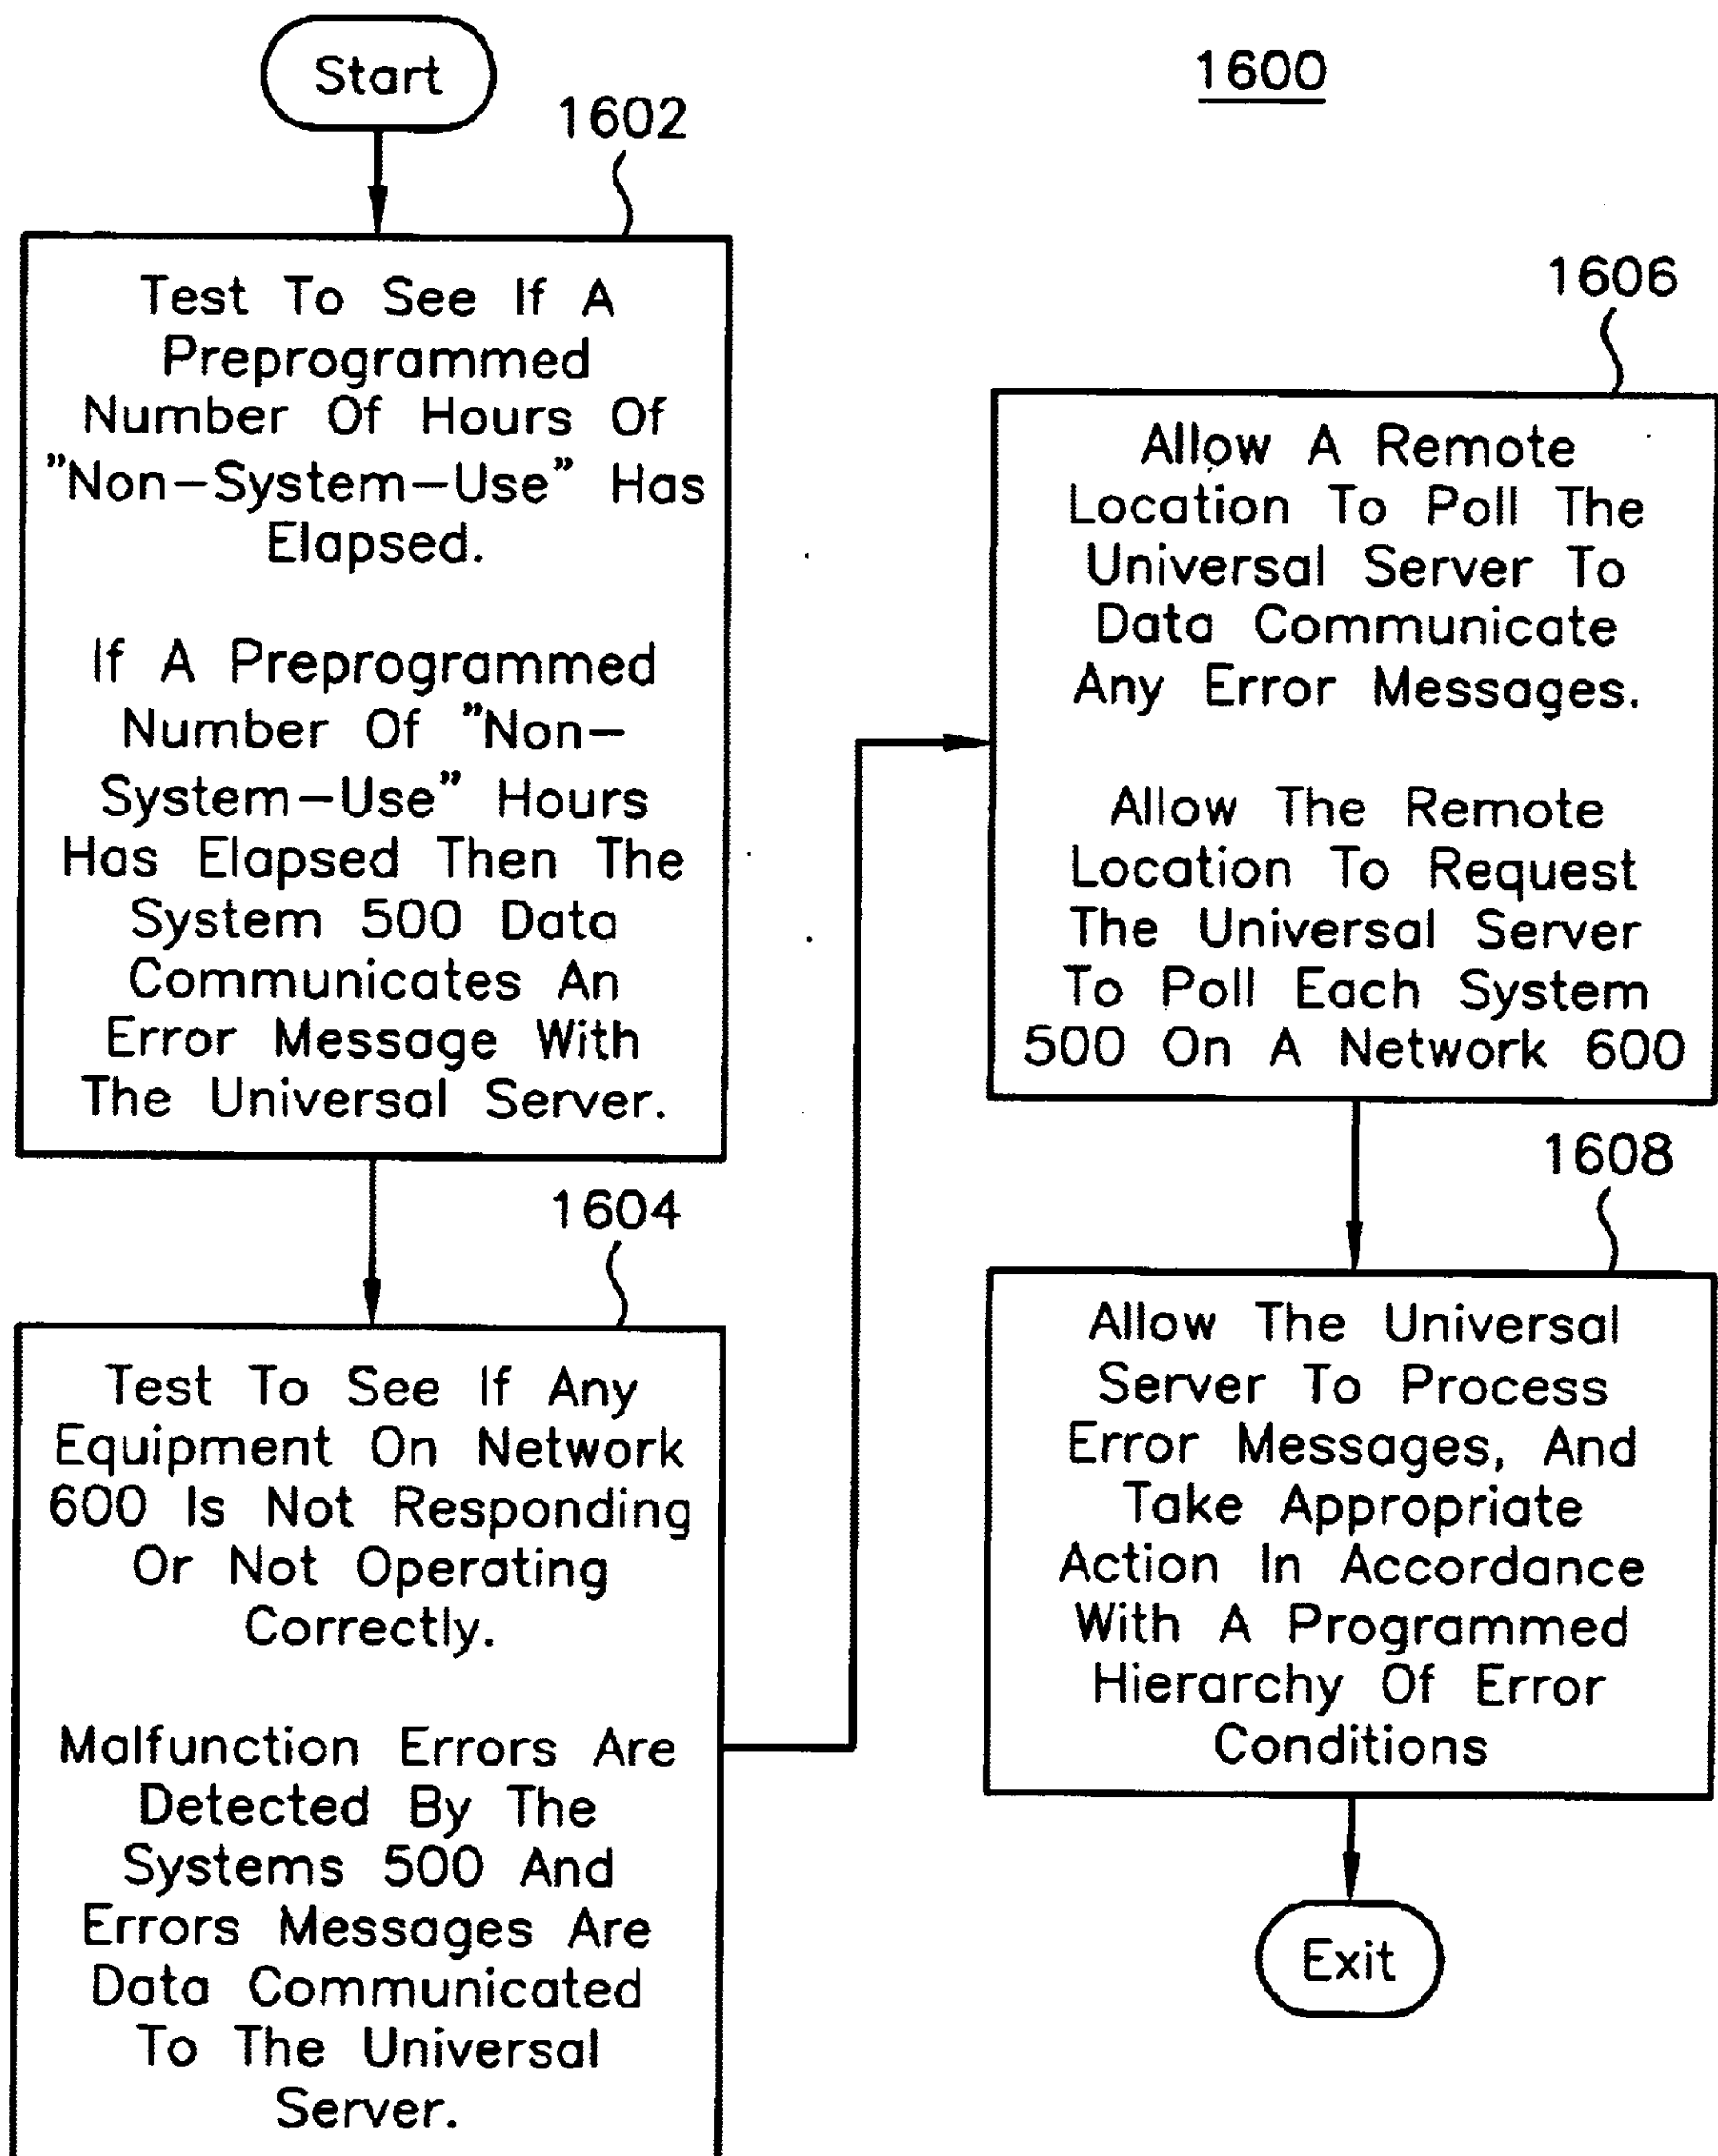 Start
1600
1602
Test To See If A
Preprogrammed
Number Of Hours Of
"Non-System-Use" Has
Elapsed.
If A Preprogrammed
Number Of "Non-
System-Use" Hours
Has Elapsed Then The
System 500 Data
Communicates An
Error Message With
The Universal Server.
1604
Test To See If Any
Equipment On Network
600 Is Not Responding
Or Not Operating
Correctly.
Malfunction Errors Are
Detected By The
Systems 500 And
Errors Messages Are
Data Communicated
To The Universal
Server.
1606
Allow A Remote
Location To Poll The
Universal Server To
Data Communicate
Any Error Messages.
Allow The Remote
Location To Request
The Universal Server
To Poll Each System
500 On A Network 600
1608
Allow The Universal
Server To Process
Error Messages, And
Take Appropriate
Action In Accordance
With A Programmed
Hierarchy Of Error
Conditions
Exit